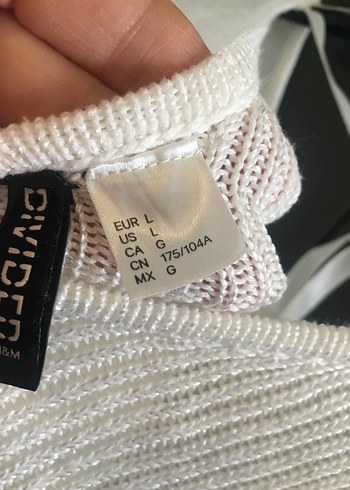 DIVIDED
H&M
EUR L
US L
CA G
CN 175/104A
MX G